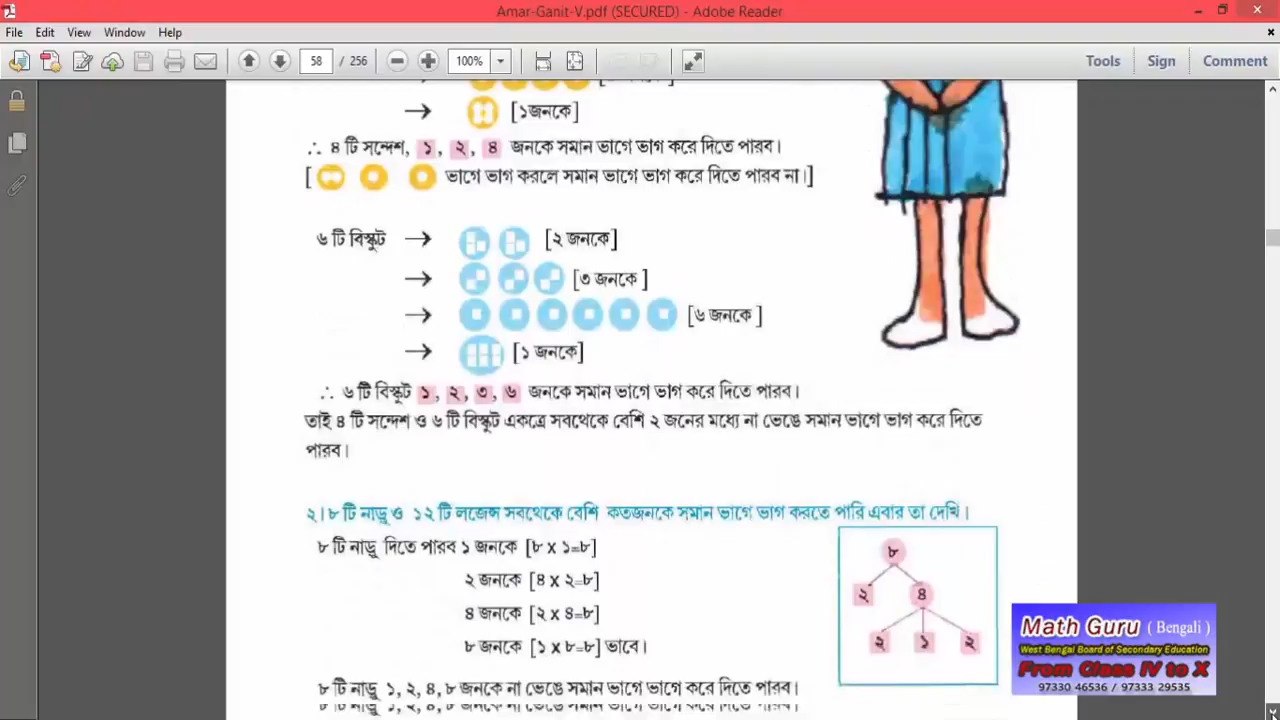 Amar-Ganit-V.pdf (SECURED) - Adobe Reader
File Edit View Window Help
58 / 256 100% Tools Sign Comment
→ [১জনকে]
∴ ৪ টি সন্দেশ, ১, ২, ৪ জনকে সমান ভাগে ভাগ করে দিতে পারব।
[ ভাগে ভাগ করলে সমান ভাগে ভাগ করে দিতে পারব না।]
৬ টি বিস্কুট → [২ জনকে]
→ [৩ জনকে ]
→ [৬ জনকে ]
→ [১ জনকে]
∴ ৬ টি বিস্কুট ১, ২, ৩, ৬ জনকে সমান ভাগে ভাগ করে দিতে পারব।
তাই ৪ টি সন্দেশ ও ৬ টি বিস্কুট একত্রে সবথেকে বেশি ২ জনের মধ্যে না ভেঙে সমান ভাগে ভাগ করে দিতে
পারব।
২। ৮ টি নাড়ু ও ১২ টি লজেন্স সবথেকে বেশি কতজনকে সমান ভাগে ভাগ করতে পারি এবার তা দেখি।
৮ টি নাড়ু দিতে পারব ১ জনকে [৮ x ১=৮]
২ জনকে [৪ x ২=৮]
৪ জনকে [২ x ৪=৮]
৮ জনকে [১ x ৮=৮] ভাবে।
৮ টি নাড়ু ১, ২, ৪, ৮ জনকে না ভেঙে সমান ভাগে ভাগে করে দিতে পারব।
৮
২ ৪
২ ১ ২
Math Guru ( Bengali )
West Bengal Board of Secondary Education
From Class IV to X
97330 46536 / 97333 29535